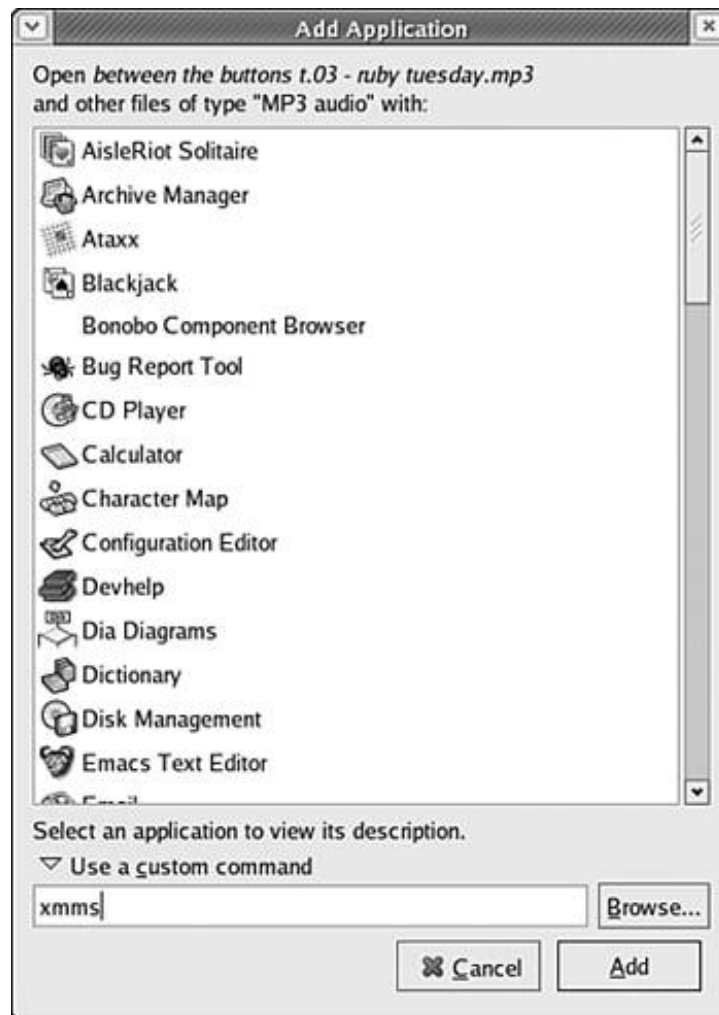 Add Application
Open between the buttons t.03 - ruby tuesday.mp3
and other files of type "MP3 audio" with:
AisleRiot Solitaire
Archive Manager
Ataxx
Blackjack
Bonobo Component Browser
Bug Report Tool
CD Player
Calculator
Character Map
Configuration Editor
Devhelp
Dia Diagrams
Dictionary
Disk Management
Emacs Text Editor
Email
Select an application to view its description.
Use a custom command
xmms
Browse...
Cancel
Add